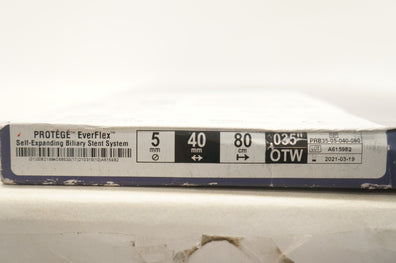 PROTÉGÉ™ EverFlex™
Self-Expanding Biliary Stent System
5 mm
40 mm
80 cm
.035" OTW
PRB35-05-040-080
A615982
2021-03-19